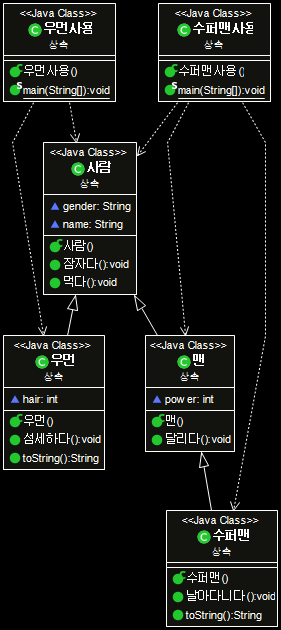 <<Java Class>>
우먼사용
상속
우먼사용()
main(String[]):void
<<Java Class>>
수퍼맨사용
상속
수퍼맨사용()
main(String[]):void
<<Java Class>>
사람
상속
gender: String
name: String
사람()
잠자다():void
먹다():void
<<Java Class>>
우먼
상속
hair: int
우먼()
섬세하다():void
toString():String
<<Java Class>>
맨
상속
power: int
맨()
달리다():void
<<Java Class>>
수퍼맨
상속
수퍼맨()
날아다니다():void
toString():String